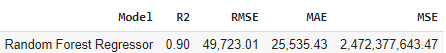 Model R2 RMSE MAE MSE
Random Forest Regressor 0.90 49,723.01 25,535.43 2,472,377,643.47